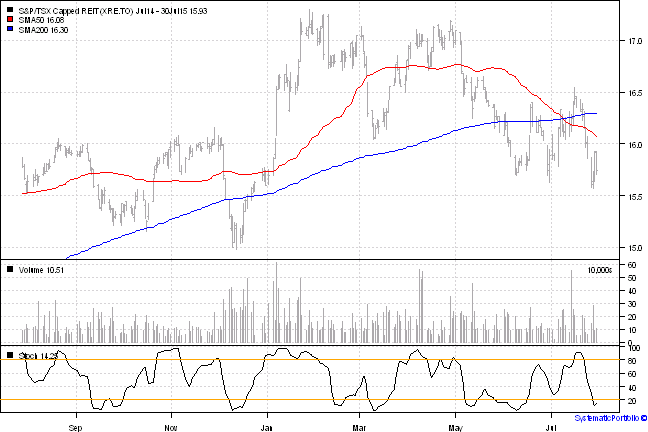 S&P/TSX Capped REIT(XRE.TO) Jul14 - 30Jul15 15.93
SMA50 16.08
SMA200 16.30
17.0
16.5
16.0
15.5
15.0
Volume 10.51
10,000s
60
50
40
30
20
10
0
Stoch 14.25
100
80
60
40
20
Sep
Nov
Jan
Mar
May
Jul
SystematicPortfolio ©